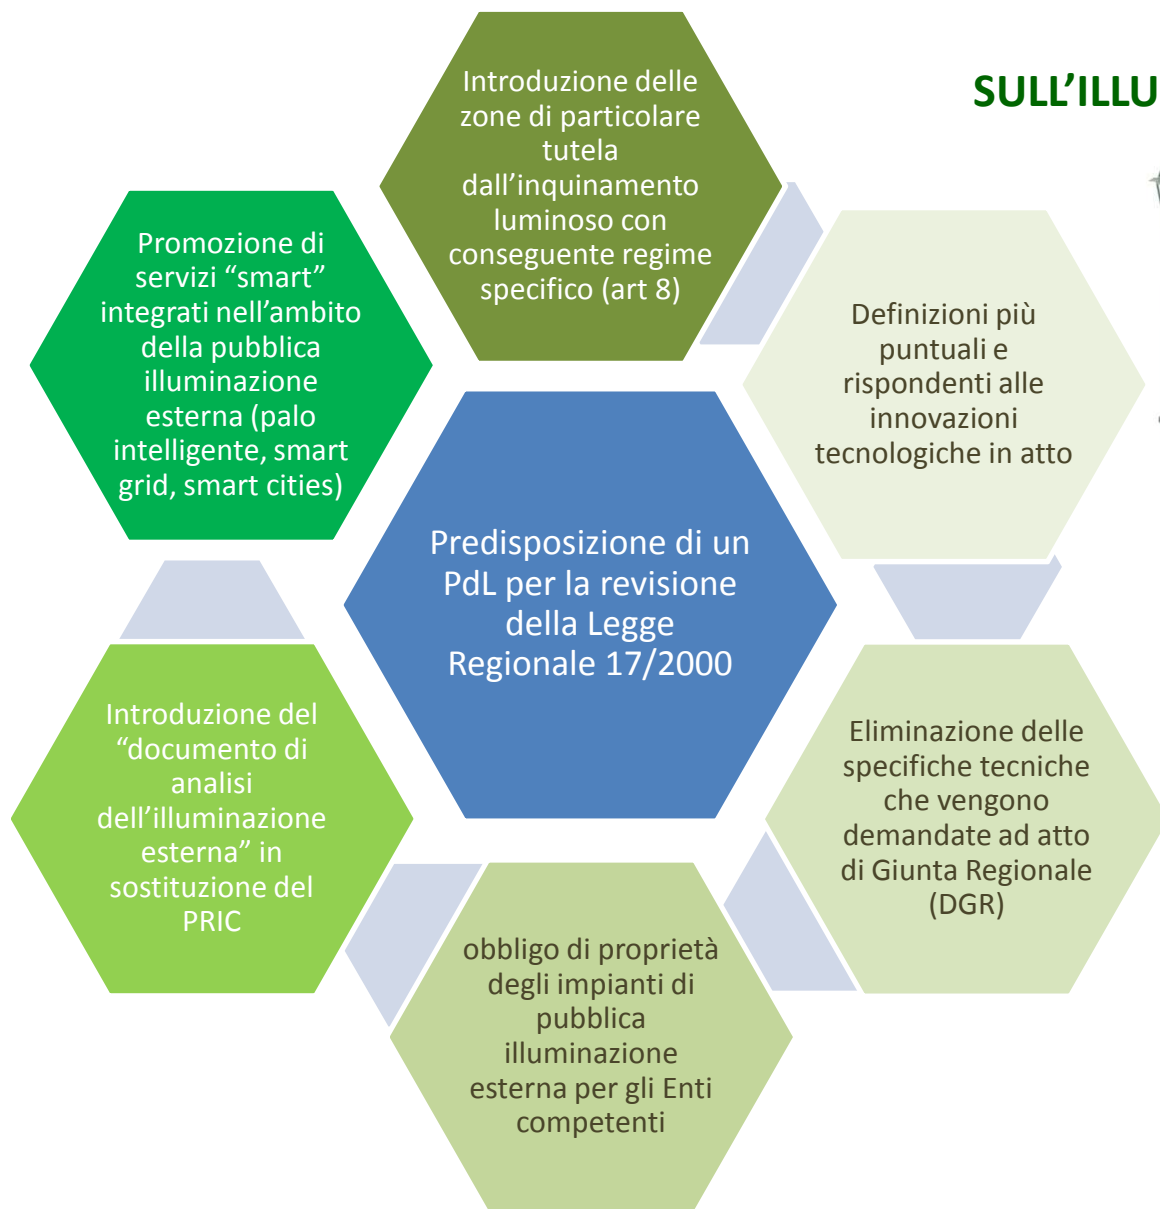 SULL’ILLU
Introduzione delle
zone di particolare
tutela
dall’inquinamento
luminoso con
conseguente regime
specifico (art 8)
Definizioni più
puntuali e
rispondenti alle
innovazioni
tecnologiche in atto
Eliminazione delle
specifiche tecniche
che vengono
demandate ad atto
di Giunta Regionale
(DGR)
obbligo di proprietà
degli impianti di
pubblica
illuminazione
esterna per gli Enti
competenti
Introduzione del
“documento di
analisi
dell’illuminazione
esterna” in
sostituzione del
PRIC
Promozione di
servizi “smart”
integrati nell’ambito
della pubblica
illuminazione
esterna (palo
intelligente, smart
grid, smart cities)
Predisposizione di un
PdL per la revisione
della Legge
Regionale 17/2000